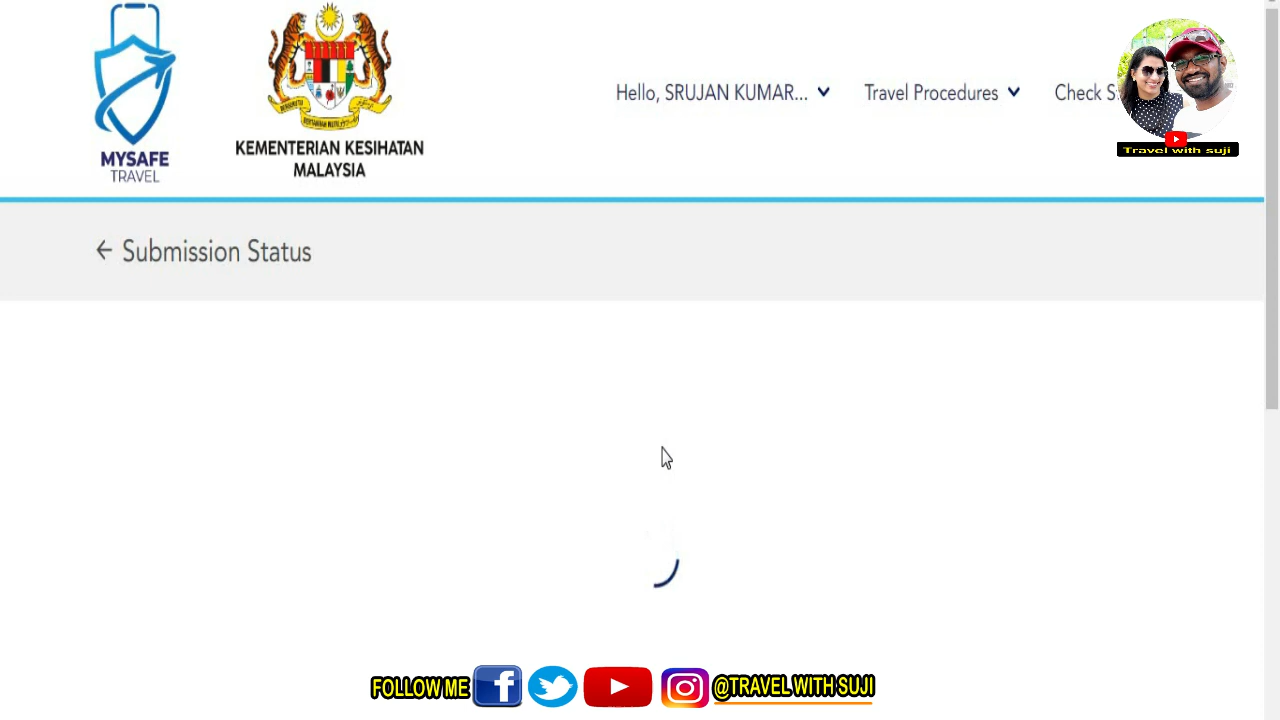 MYSAFE
TRAVEL
KEMENTERIAN KESIHATAN
MALAYSIA
Hello, SRUJAN KUMAR...
Travel Procedures
Check S
Travel with suji
← Submission Status
FOLLOW ME
@TRAVEL WITH SUJI